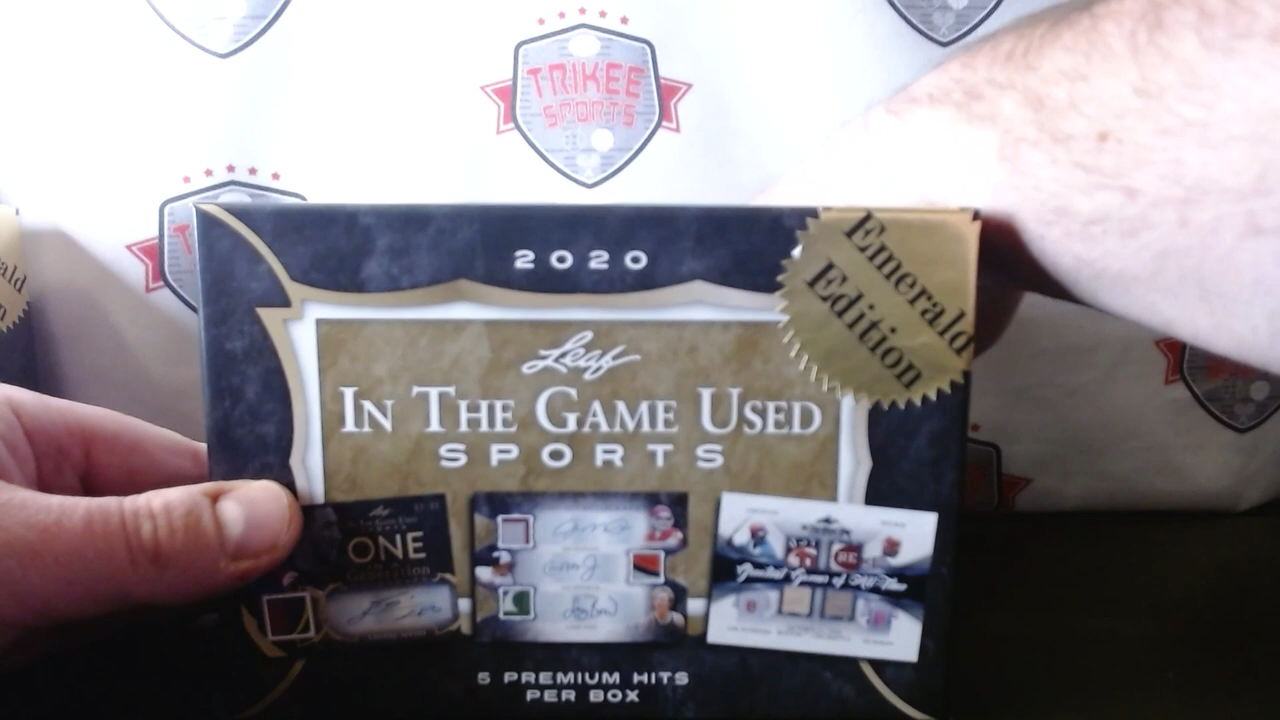 TRIKEE
SPORTS
2020
Emerald
Edition
Leaf
IN THE GAME USED
SPORTS
ONE
Greatest Games of All-Time
5 PREMIUM HITS
PER BOX
ald